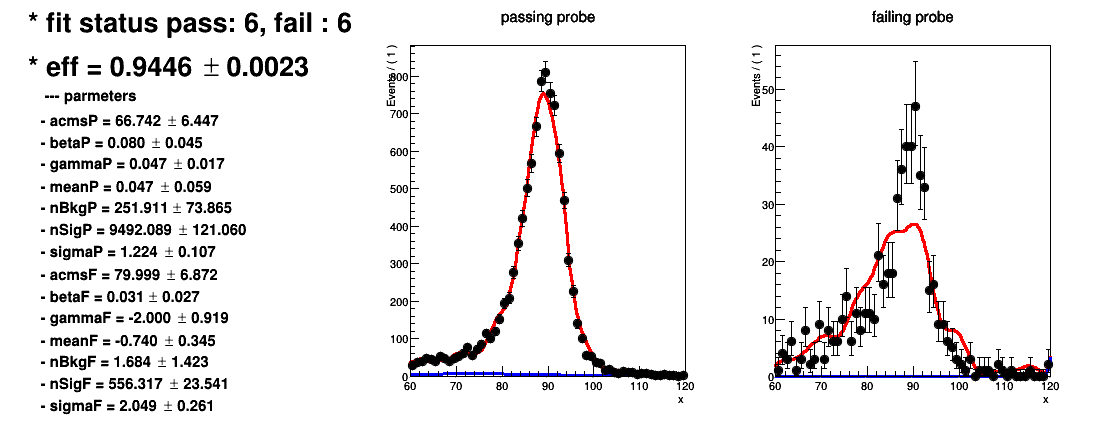 * fit status pass: 6, fail : 6
* eff = 0.9446 ± 0.0023
--- parmeters
- acmsP = 66.742 ± 6.447
- betaP = 0.080 ± 0.045
- gammaP = 0.047 ± 0.017
- meanP = 0.047 ± 0.059
- nBkgP = 251.911 ± 73.865
- nSigP = 9492.089 ± 121.060
- sigmaP = 1.224 ± 0.107
- acmsF = 79.999 ± 6.872
- betaF = 0.031 ± 0.027
- gammaF = -2.000 ± 0.919
- meanF = -0.740 ± 0.345
- nBkgF = 1.684 ± 1.423
- nSigF = 556.317 ± 23.541
- sigmaF = 2.049 ± 0.261
passing probe
Events / ( 1 )
800
700
600
500
400
300
200
100
0
60 70 80 90 100 110 120
x
failing probe
Events / ( 1 )
50
40
30
20
10
0
60 70 80 90 100 110 120
x